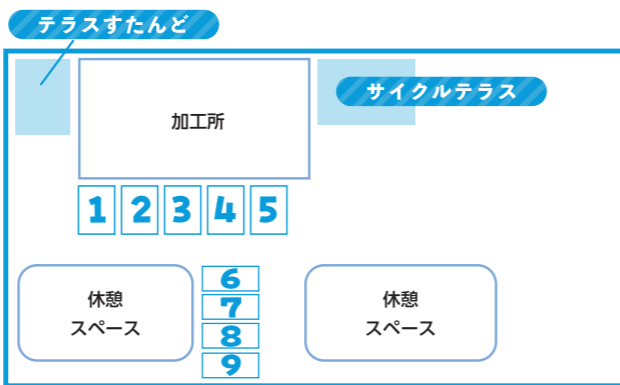 テラスすたんど
サイクルテラス
加工所
1 2 3 4 5
6
7
8
9
休憩
スペース
休憩
スペース